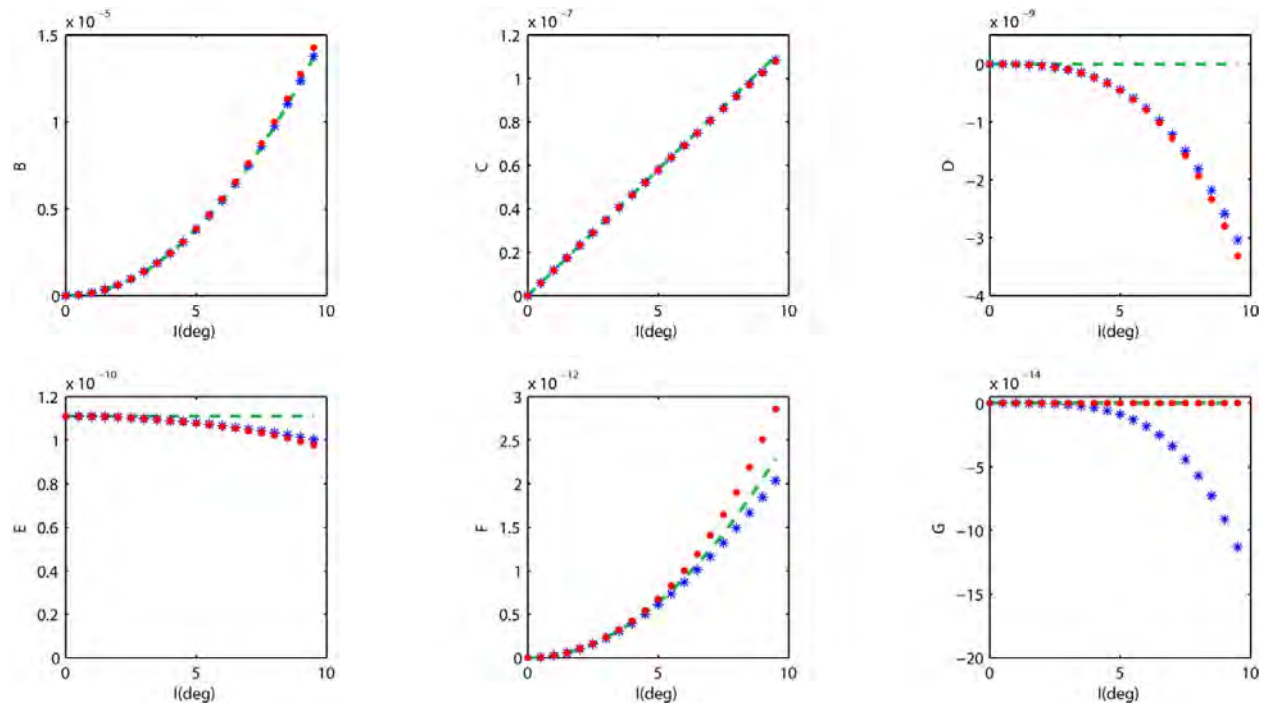 x 10 −5
1.5
1
0.5
0
B
0 5 10
I(deg)
x 10 −7
1.2
1
0.8
0.6
0.4
0.2
0
C
0 5 10
I(deg)
x 10 −9
0
−1
−2
−3
−4
D
0 5 10
I(deg)
x 10 −10
1.2
1
0.8
0.6
0.4
0.2
0
E
0 5 10
I(deg)
x 10 −12
3
2.5
2
1.5
1
0.5
0
F
0 5 10
I(deg)
x 10 −14
0
−5
−10
−15
−20
G
0 5 10
I(deg)